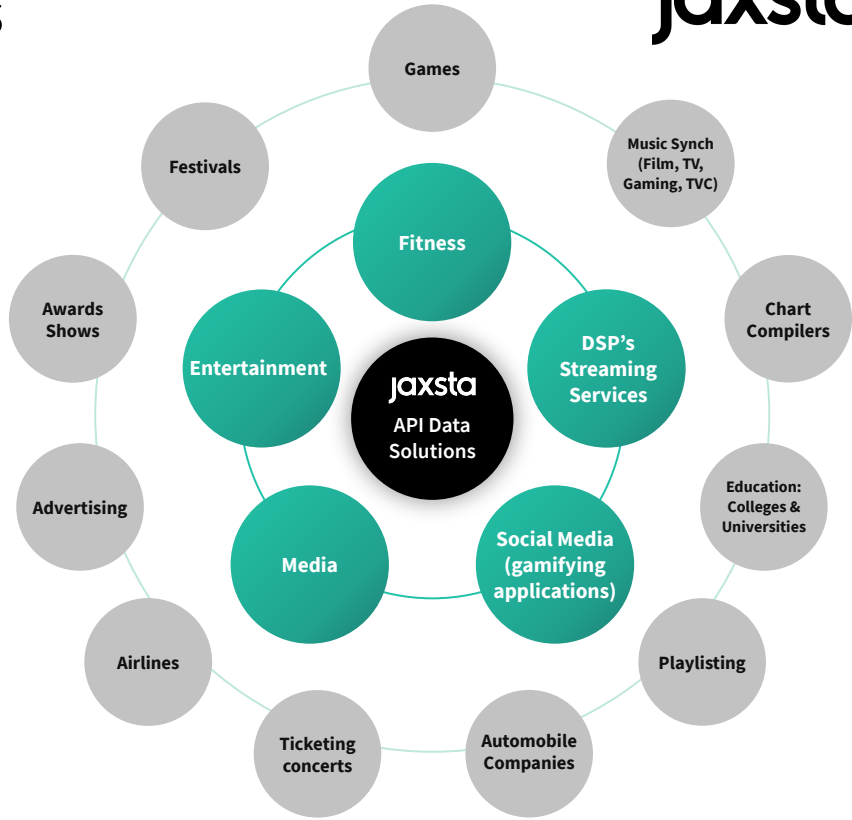 s
jaxsta
Games
Festivals
Music Synch
(Film, TV,
Gaming, TVC)
Fitness
Awards
Shows
Chart
Compilers
Entertainment
DSP's
Streaming
Services
jaxsta
API Data
Solutions
Advertising
Education:
Colleges &
Universities
Media
Social Media
(gamifying
applications)
Airlines
Playlisting
Ticketing
concerts
Automobile
Companies